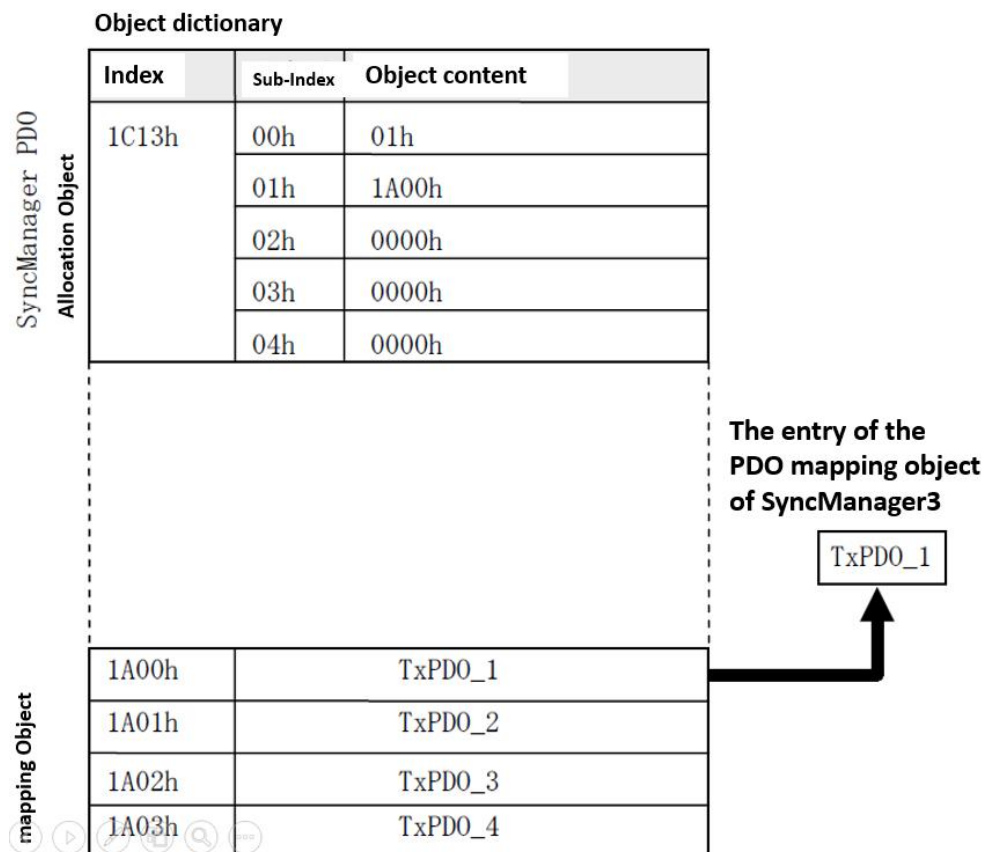 Object dictionary
Index Sub-Index Object content
SyncManager PDO
Allocation Object
1C13h 00h 01h
01h 1A00h
02h 0000h
03h 0000h
04h 0000h
The entry of the
PDO mapping object
of SyncManager3
TxPDO_1
mapping Object
1A00h TxPDO_1
1A01h TxPDO_2
1A02h TxPDO_3
1A03h TxPDO_4